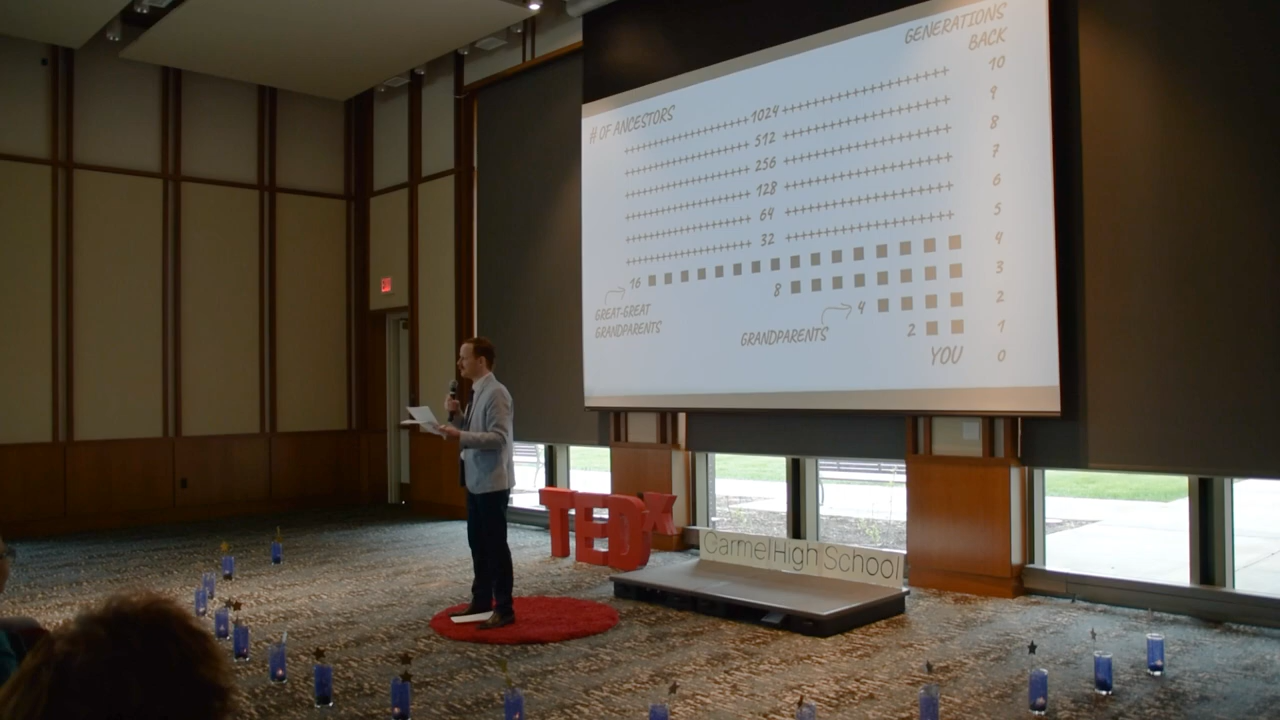 GENERATIONS
BACK
# OF ANCESTORS
1024 10
512 9
256 8
128 7
64 6
32 5
16 4
8 3
GREAT-GREAT
GRANDPARENTS
4 2
GRANDPARENTS
2 1
YOU 0
TEDx
Carmel High School